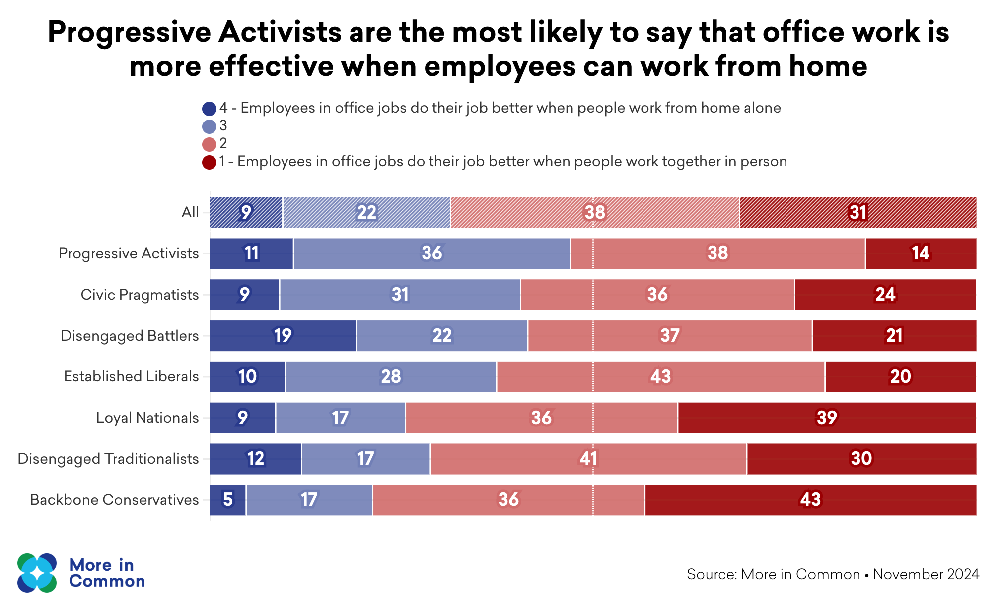 Progressive Activists are the most likely to say that office work is
more effective when employees can work from home
4 - Employees in office jobs do their job better when people work from home alone
3
2
1 - Employees in office jobs do their job better when people work together in person
All 9 22 38 31
Progressive Activists 11 36 38 14
Civic Pragmatists 9 31 36 24
Disengaged Battlers 19 22 37 21
Established Liberals 10 28 43 20
Loyal Nationals 9 17 36 39
Disengaged Traditionalists 12 17 41 30
Backbone Conservatives 5 17 36 43
More in
Common
Source: More in Common • November 2024